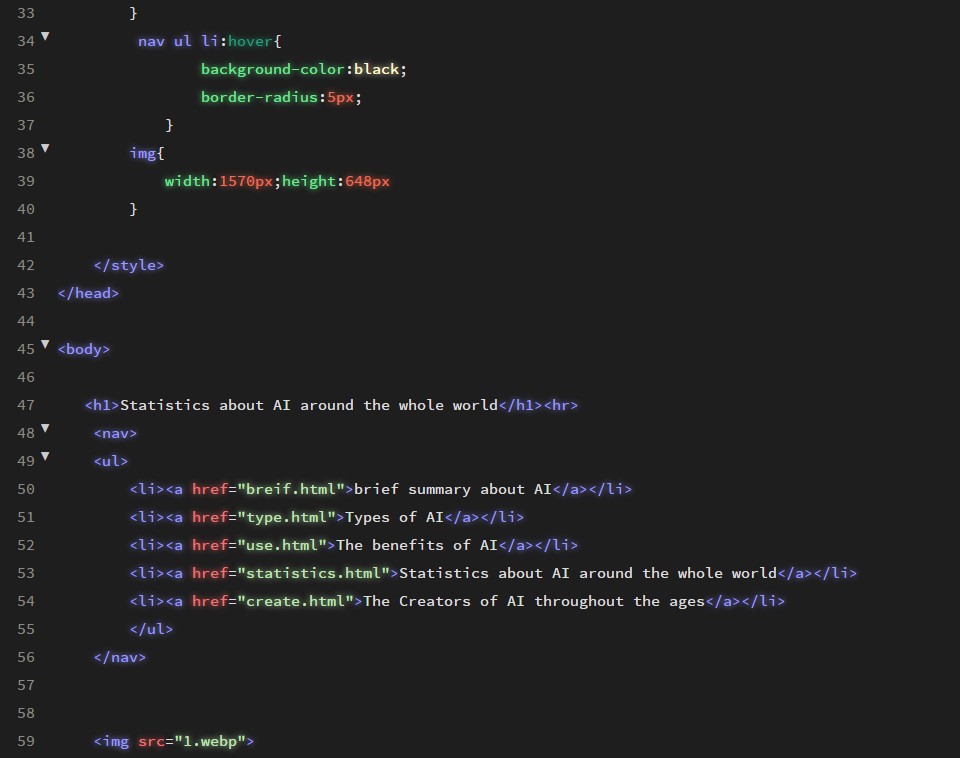 33 }
34 nav ul li:hover{
35 background-color:black;
36 border-radius:5px;
37 }
38 img{
39 width:1570px;height:648px
40 }
41
42 </style>
43 </head>
44
45 <body>
46
47 <h1>Statistics about AI around the whole world</h1><hr>
48 <nav>
49 <ul>
50 <li><a href="breif.html">brief summary about AI</a></li>
51 <li><a href="type.html">Types of AI</a></li>
52 <li><a href="use.html">The benefits of AI</a></li>
53 <li><a href="statistics.html">Statistics about AI around the whole world</a></li>
54 <li><a href="create.html">The Creators of AI throughout the ages</a></li>
55 </ul>
56 </nav>
57
58
59 <img src="1.webp">